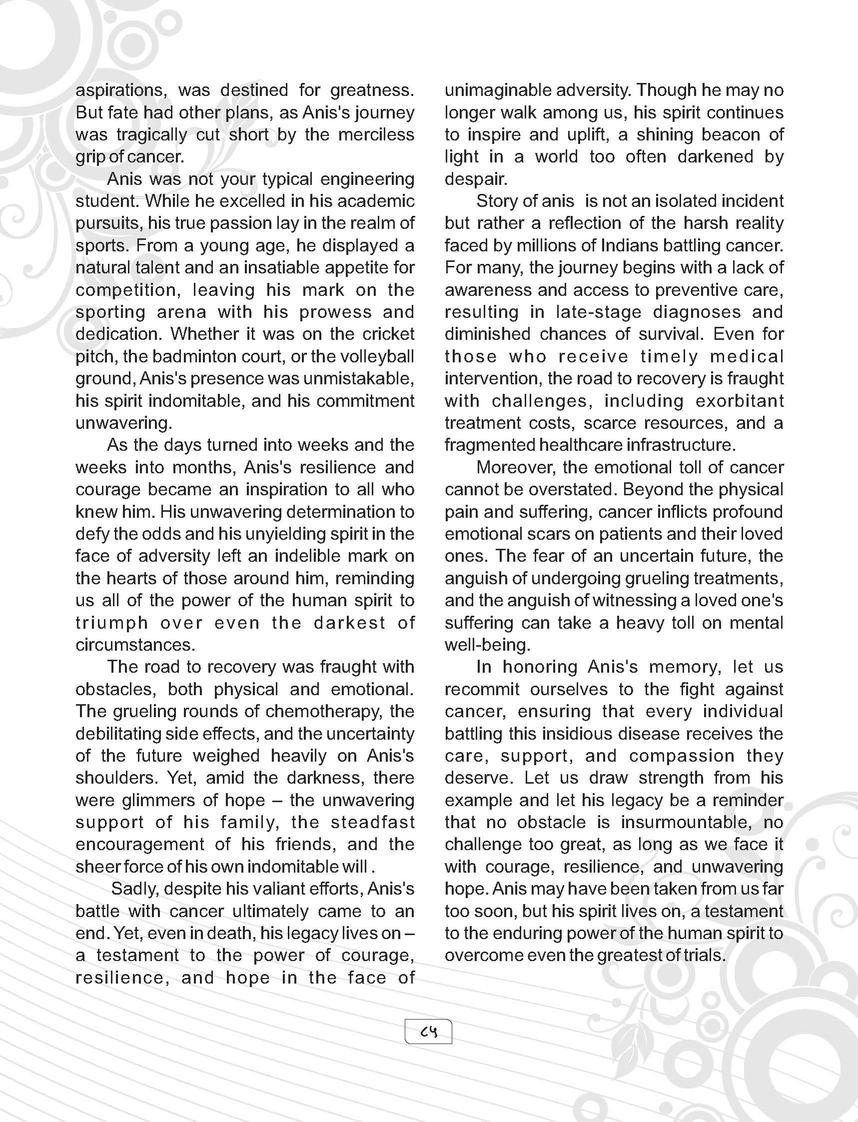 aspirations, was destined for greatness.
But fate had other plans, as Anis's journey
was tragically cut short by the merciless
grip of cancer.
Anis was not your typical engineering
student. While he excelled in his academic
pursuits, his true passion lay in the realm of
sports. From a young age, he displayed a
natural talent and an insatiable appetite for
competition, leaving his mark on the
sporting arena with his prowess and
dedication. Whether it was on the cricket
pitch, the badminton court, or the volleyball
ground, Anis's presence was unmistakable,
his spirit indomitable, and his commitment
unwavering.
As the days turned into weeks and the
weeks into months, Anis's resilience and
courage became an inspiration to all who
knew him. His unwavering determination to
defy the odds and his unyielding spirit in the
face of adversity left an indelible mark on
the hearts of those around him, reminding
us all of the power of the human spirit to
triumph over even the darkest of
circumstances.
The road to recovery was fraught with
obstacles, both physical and emotional.
The grueling rounds of chemotherapy, the
debilitating side effects, and the uncertainty
of the future weighed heavily on Anis's
shoulders. Yet, amid the darkness, there
were glimmers of hope – the unwavering
support of his family, the steadfast
encouragement of his friends, and the
sheer force of his own indomitable will .
Sadly, despite his valiant efforts, Anis's
battle with cancer ultimately came to an
end. Yet, even in death, his legacy lives on –
a testament to the power of courage,
resilience, and hope in the face of
unimaginable adversity. Though he may no
longer walk among us, his spirit continues
to inspire and uplift, a shining beacon of
light in a world too often darkened by
despair.
Story of anis  is not an isolated incident
but rather a reflection of the harsh reality
faced by millions of Indians battling cancer.
For many, the journey begins with a lack of
awareness and access to preventive care,
resulting in late-stage diagnoses and
diminished chances of survival. Even for
those who receive timely medical
intervention, the road to recovery is fraught
with challenges, including exorbitant
treatment costs, scarce resources, and a
fragmented healthcare infrastructure.
Moreover, the emotional toll of cancer
cannot be overstated. Beyond the physical
pain and suffering, cancer inflicts profound
emotional scars on patients and their loved
ones. The fear of an uncertain future, the
anguish of undergoing grueling treatments,
and the anguish of witnessing a loved one's
suffering can take a heavy toll on mental
well-being.
In honoring Anis's memory, let us
recommit ourselves to the fight against
cancer, ensuring that every individual
battling this insidious disease receives the
care, support, and compassion they
deserve. Let us draw strength from his
example and let his legacy be a reminder
that no obstacle is insurmountable, no
challenge too great, as long as we face it
with courage, resilience, and unwavering
hope. Anis may have been taken from us far
too soon, but his spirit lives on, a testament
to the enduring power of the human spirit to
overcome even the greatest of trials.